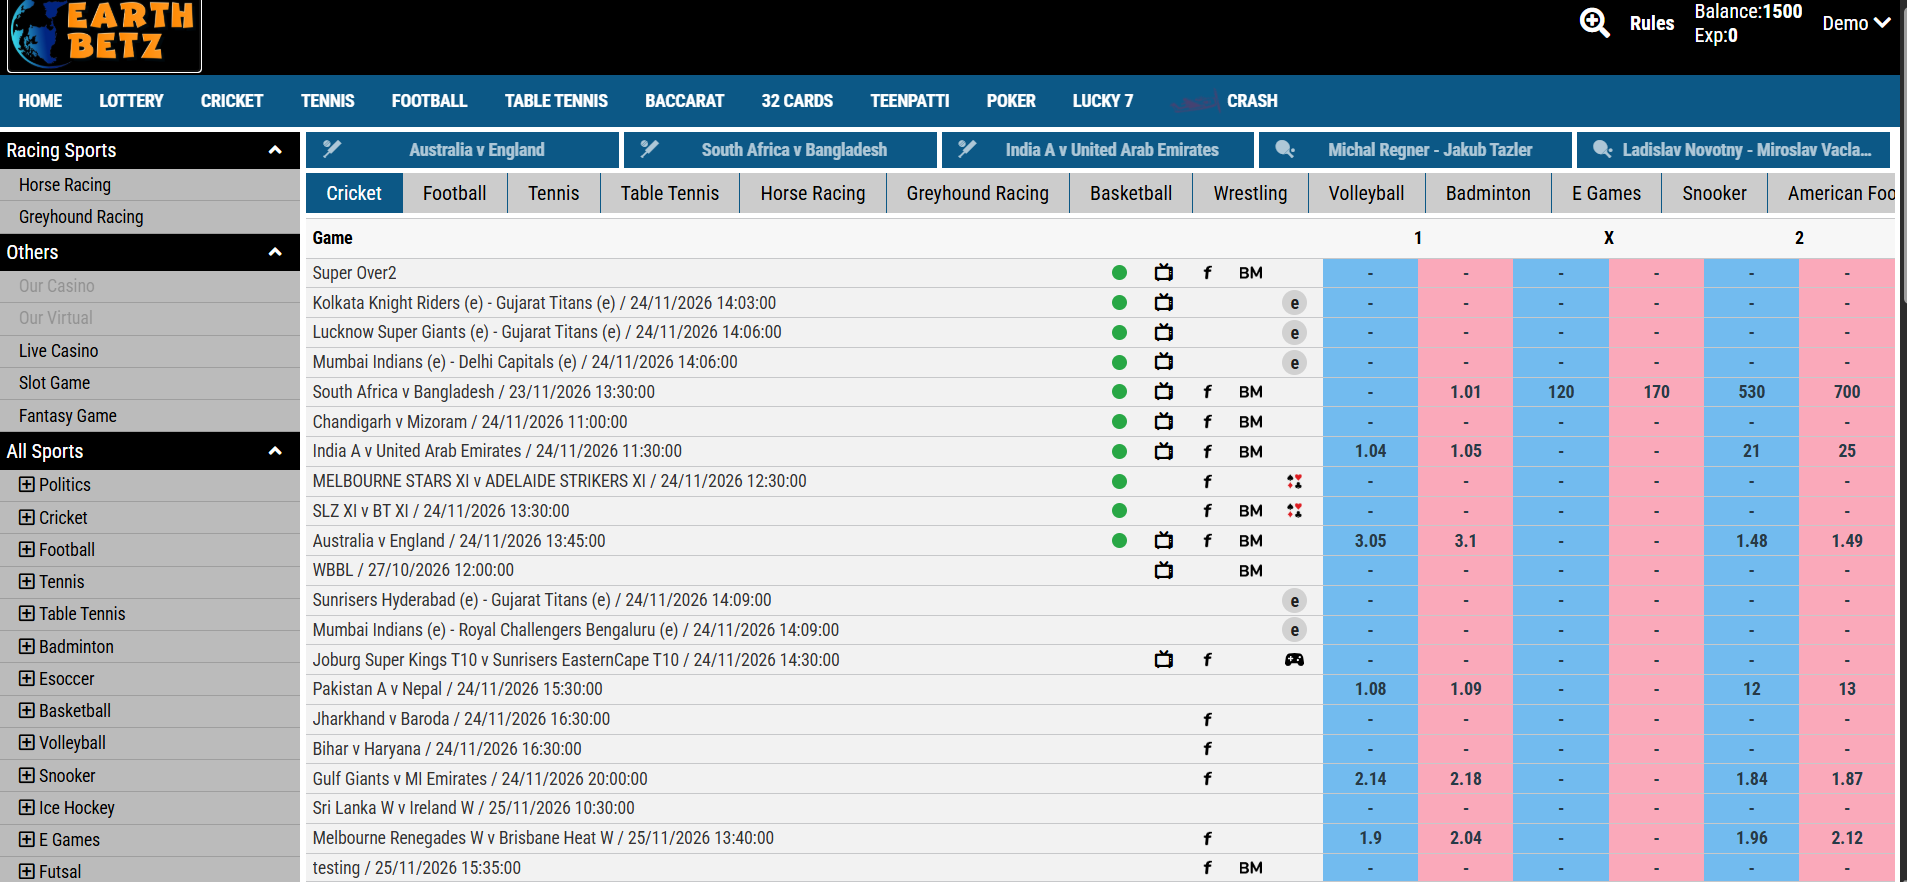 EARTH
BETZ
Rules
Balance:1500
Exp:0
Demo
HOME LOTTERY CRICKET TENNIS FOOTBALL TABLE TENNIS BACCARAT 32 CARDS TEENPATTI POKER LUCKY 7 CRASH
Racing Sports
Horse Racing
Greyhound Racing
Others
Our Casino
Our Virtual
Live Casino
Slot Game
Fantasy Game
All Sports
Politics
Cricket
Football
Tennis
Table Tennis
Badminton
Esoccer
Basketball
Volleyball
Snooker
Ice Hockey
E Games
Futsal
Australia v England South Africa v Bangladesh India A v United Arab Emirates Michal Regner - Jakub Tazler Ladislav Novotny - Miroslav Vacla...
Cricket Football Tennis Table Tennis Horse Racing Greyhound Racing Basketball Wrestling Volleyball Badminton E Games Snooker American Foo
Game 1 X 2
Super Over2 f BM - - - - - -
Kolkata Knight Riders (e) - Gujarat Titans (e) / 24/11/2026 14:03:00 e - - - - - -
Lucknow Super Giants (e) - Gujarat Titans (e) / 24/11/2026 14:06:00 e - - - - - -
Mumbai Indians (e) - Delhi Capitals (e) / 24/11/2026 14:06:00 e - - - - - -
South Africa v Bangladesh / 23/11/2026 13:30:00 f BM - 1.01 120 170 530 700
Chandigarh v Mizoram / 24/11/2026 11:00:00 f BM - - - - - -
India A v United Arab Emirates / 24/11/2026 11:30:00 f BM 1.04 1.05 - - 21 25
MELBOURNE STARS XI v ADELAIDE STRIKERS XI / 24/11/2026 12:30:00 f - - - - - -
SLZ XI v BT XI / 24/11/2026 13:30:00 f BM - - - - - -
Australia v England / 24/11/2026 13:45:00 f BM 3.05 3.1 - - 1.48 1.49
WBBL / 27/10/2026 12:00:00 BM - - - - - -
Sunrisers Hyderabad (e) - Gujarat Titans (e) / 24/11/2026 14:09:00 e - - - - - -
Mumbai Indians (e) - Royal Challengers Bengaluru (e) / 24/11/2026 14:09:00 e - - - - - -
Joburg Super Kings T10 v Sunrisers EasternCape T10 / 24/11/2026 14:30:00 f - - - - - -
Pakistan A v Nepal / 24/11/2026 15:30:00 1.08 1.09 - - 12 13
Jharkhand v Baroda / 24/11/2026 16:30:00 f - - - - - -
Bihar v Haryana / 24/11/2026 16:30:00 f - - - - - -
Gulf Giants v MI Emirates / 24/11/2026 20:00:00 f 2.14 2.18 - - 1.84 1.87
Sri Lanka W v Ireland W / 25/11/2026 10:30:00 - - - - - -
Melbourne Renegades W v Brisbane Heat W / 25/11/2026 13:40:00 f 1.9 2.04 - - 1.96 2.12
testing / 25/11/2026 15:35:00 f BM - - - - - -